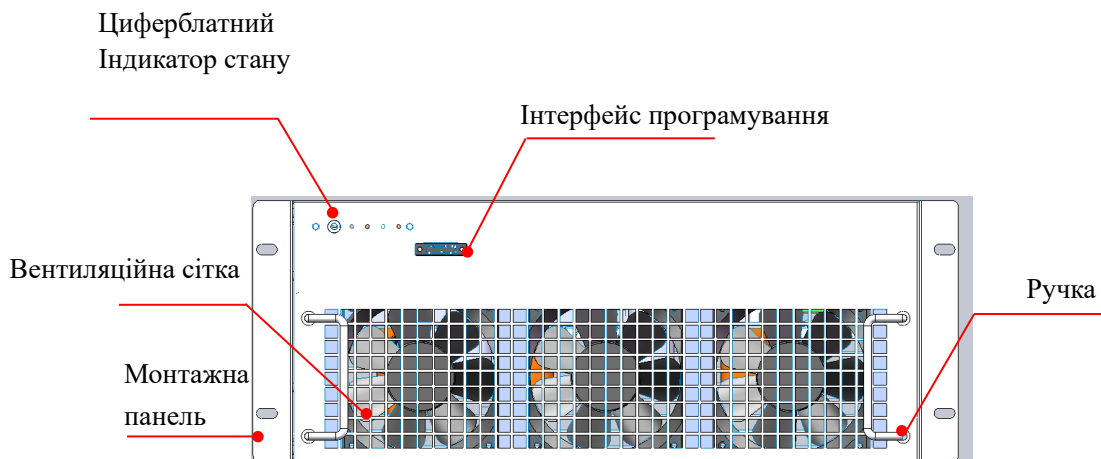 Циферблатний
Індикатор стану
Інтерфейс програмування
Вентиляційна сітка
Ручка
Монтажна
панель